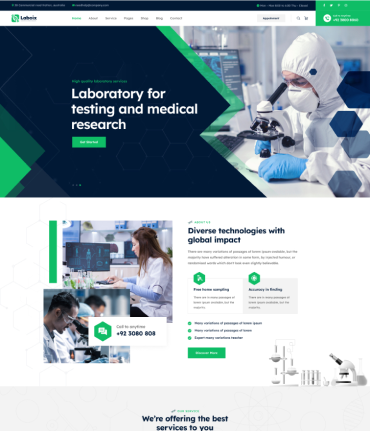 Laboix
Home About Service Pages Shop Blog Contact
Appointment
+92 3080 8080
High quality laboratory services
Laboratory for
testing and medical
research
Get Started
ABOUT US
Diverse technologies with
global impact
There are many variations of passages of lorem ipsum available, but the
majority have suffered alteration in some form, by injected humour, or
randomised words which don't look even slightly believable.
Free home sampling
There are in many passages of
lorem ipsum available, but the
majority.
Accuracy to finding
There are in many passages of
lorem ipsum available, but the
majority.
Many variations of passages of lorem ipsum
Many variations of passages of lorem
Expert many variations teacher
Discover More
Call to anytime
+92 3080 808
OUR SERVICE
We're offering the best
services to you